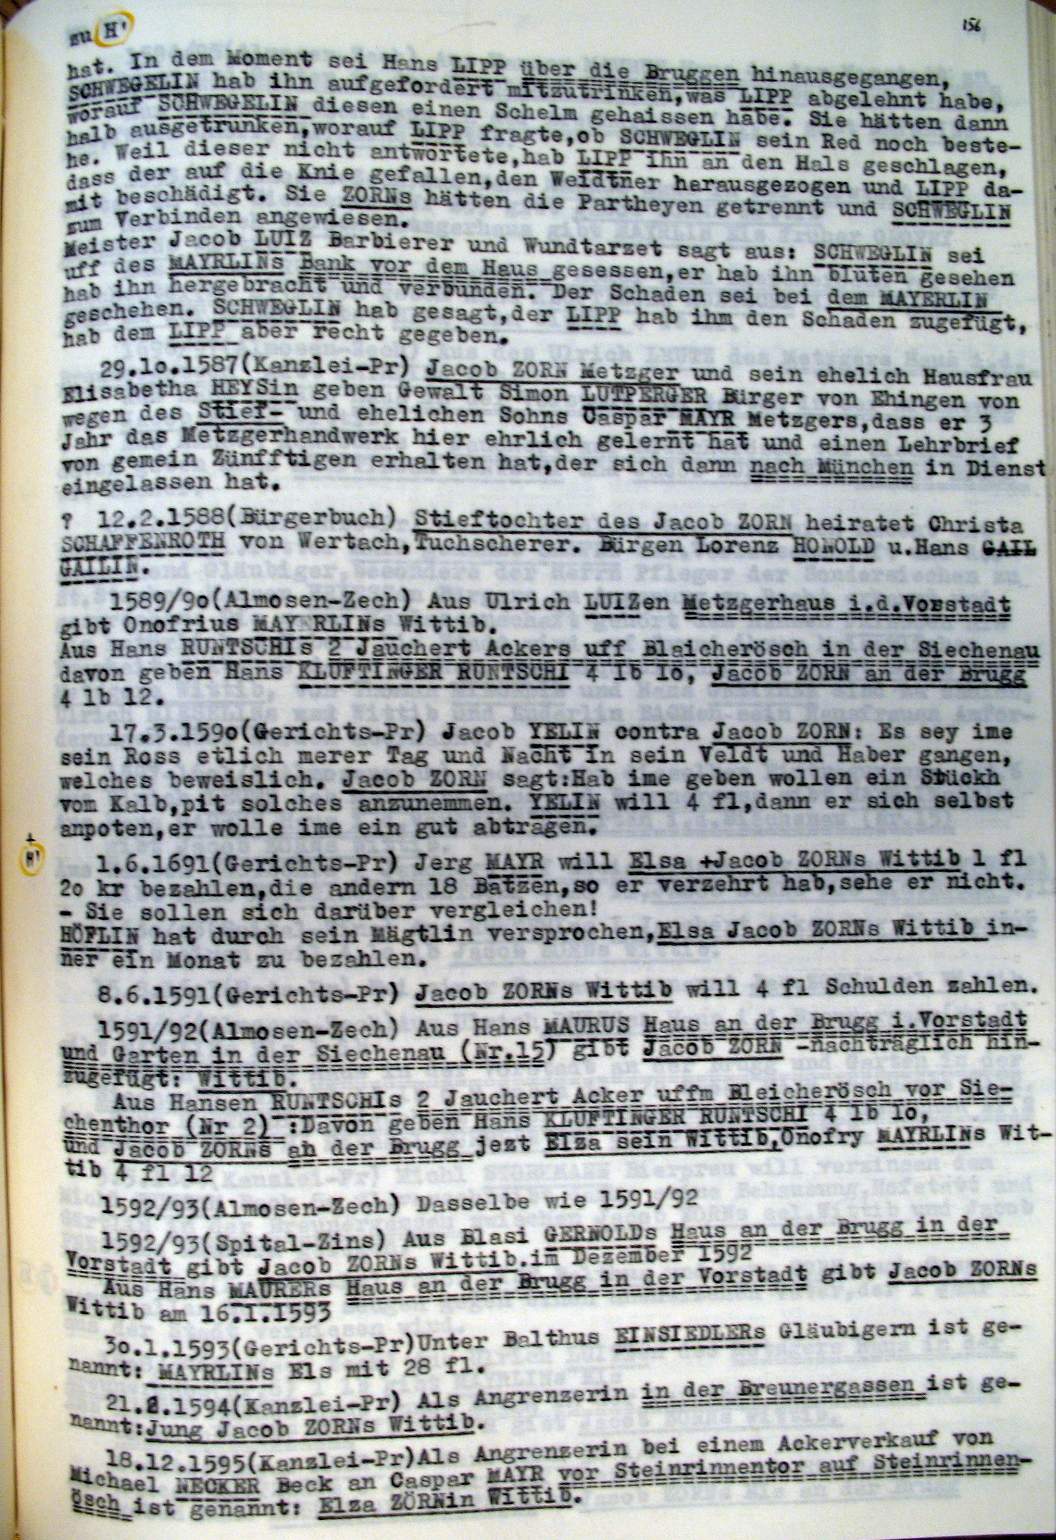 zu H'
156
hat. In dem Moment sei Hans LIPP über die Bruggen hinausgegangen,
SCHWEGELIN hab ihn aufgefordert mitzutrinken,was LIPP abgelehnt habe,
worauf SCHWEGELIN diesen einen Schelm gehaissen habe. Sie hätten dann
halb ausgetrunken,worauf LIPP fragte,ob SCHWEGLIN sein Red noch beste-
he. Weil dieser nicht antwortete,hab LIPP ihn an den Hals geschlagen,
dass der auf die Knie gefallen,den Weidtner herausgezogen und LIPP da-
mit beschädigt. Sie ZORNs hätten die Partheyen getrennt und SCHWEGLIN
zum Verbinden angewiesen.
Meister Jacob LUIZ Barbierer und Wundtarzet sagt aus: SCHWEGLIN sei
uff des MAYRLINs Bank vor dem Haus gesessen,er hab ihn bluten gesehen
hab ihn hergebracht und verbunden. Der Schaden sei bei dem MAYERLIN
geschehen. SCHWEGLIN hab gesagt,der LIPP hab ihm den Schaden zugefügt,
hab dem LIPP aber recht gegeben.
29.10.1587(Kanzlei-Pr) Jacob ZORN Metzger und sein ehelich Hausfrau
Elisabetha HEYSin geben Gewalt Simon LUTPERGER Bürger von Ehingen von
wegen des Stief- und ehelichen Sohns Caspar MAYR Metzgers,dass er 3
Jahr das Metzgerhandwerk hier ehrlich gelernt hat und einen Lehrbrief
von gemein Zünfftigen erhalten hat,der sich dann nach München in Dienst
eingelassen hat.
? 12.2.1588(Bürgerbuch) Stieftochter des Jacob ZORN heiratet Christa
SCHAFFENROTH von Wertach,Tuchscherer. Bürgen Lorenz HONOLD u.Hans GAIL
GAILIN.
1589/90(Almosen-Zech) Aus Ulrich LUIZen Metzgerhaus i.d.Vorstadt
gibt Onofrius MAYERLINs Wittib.
Aus Hans RUNTSCHIs 2 Jauchert Ackers uff Blaicherösch in der Siechenau
davon geben Hans KLUFTINGER RUNTSCHI 4 lb 10, Jacob ZORN an der Brugg
4 lb 12.
17.3.1590(Gerichts-Pr) Jacob YELIN contra Jacob ZORN: Es sey ime
sein Ross etlich merer Tag und Nacht in sein Veldt und Haber gangen,
welches beweislich. Jacob ZORN sagt:Hab ime geben wollen ein Stückh
vom Kalb,pit solches anzunemmen. YELIN will 4 fl,dann er sich selbst
anpoten,er wolle ime ein gut abtragen.
+
H'
1.6.1691(Gerichts-Pr) Jerg MAYR will Elsa +Jacob ZORNs Wittib 1 fl
20 kr bezahlen,die andern 18 Batzen,so er verzehrt hab,sehe er nicht.
- Sie sollen sich darüber vergleichen!
HÖFLIN hat durch sein Mägtlin versprochen,Elsa Jacob ZORNs Wittib in-
ner ein Monat zu bezahlen.
8.6.1591(Gerichts-Pr) Jacob ZORNs Wittib will 4 fl Schulden zahlen.
1591/92(Almosen-Zech) Aus Hans MAURUS Haus an der Brugg i.Vorstadt
und Garten in der Siechenau (Nr.15) gibt Jacob ZORN -nachträglich hin-
zugefügt: Wittib.
Aus Hansen RUNTSCHIs 2 Jauchert Acker uffm Bleicherösch vor Sie-
chenthor (Nr 2) :Davon geben Hans KLUFTINGER RUNTSCHI 4 lb 10,
und Jacob ZORNS an der Brugg jezt Elza sein Wittib,Onofry MAYRLINs Wit-
tib 4 fl 12
1592/93(Almosen-Zech) Dasselbe wie 1591/92
1592/93(Spital-Zins) Aus Blasi GERNOLDs Haus an der Brugg in der
Vorstadt gibt Jacob ZORNs Wittib.im Dezember 1592
Aus Hans MAURERs Haus an der Brugg in der Vorstadt gibt Jacob ZORNs
Wittib am 16.1.1593
30.1.1593(Gerichts-Pr)Unter Balthus EINSIEDLERs Gläubigern ist ge-
nannt: MAYRLINs Els mit 28 fl.
21.2.1594(Kanzlei-Pr) Als Angrenzerin in der Breunergassen ist ge-
nannt:Jung Jacob ZORNs Wittib.
18.12.1595(Kanzlei-Pr)Als Angrenzerin bei einem Ackerverkauf von
Michael NECKER Beck an Caspar MAYR vor Steinrinnentor auf Steinrinnen-
ösch ist genannt: Elza ZÖRNin Wittib.